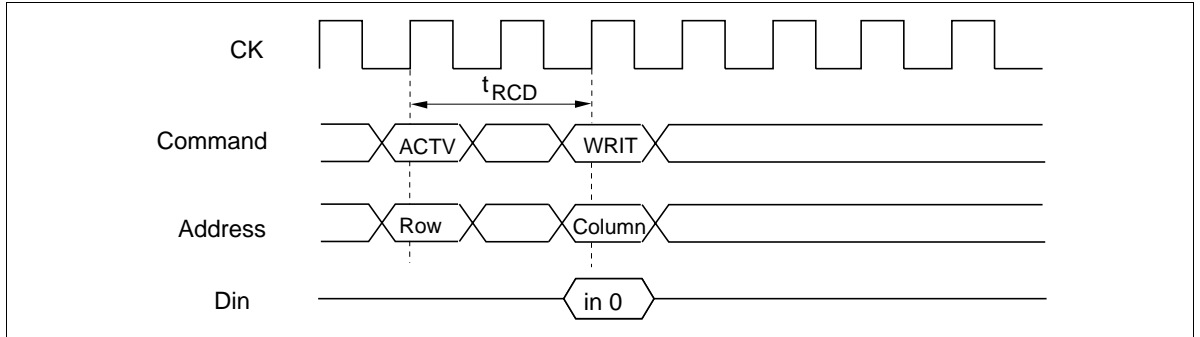 CK
tRCD
Command ACTV WRIT
Address Row Column
Din in 0